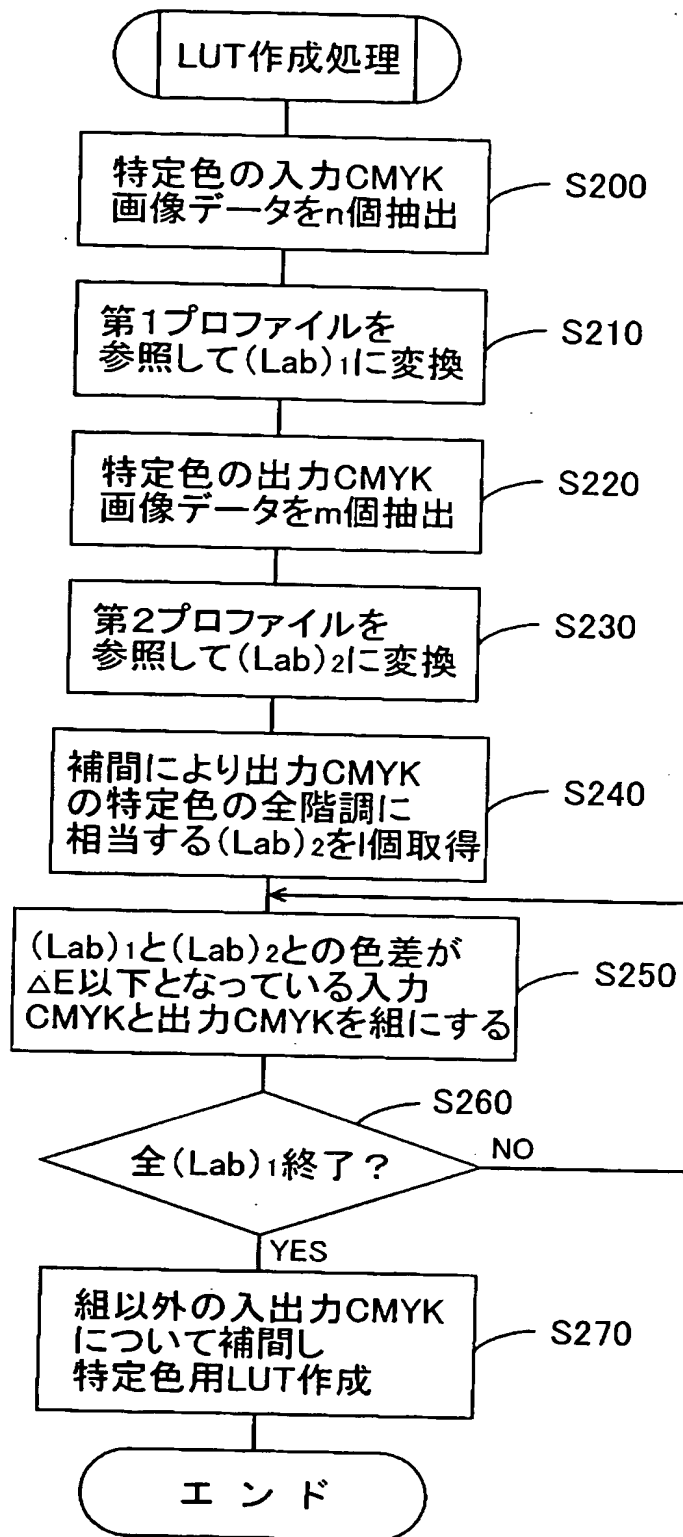 LUT作成処理
特定色の入力CMYK
画像データをn個抽出
S200
第1プロファイルを
参照して(Lab)₁に変換
S210
特定色の出力CMYK
画像データをm個抽出
S220
第2プロファイルを
参照して(Lab)₂に変換
S230
補間により出力CMYK
の特定色の全階調に
相当する(Lab)₂をl個取得
S240
(Lab)₁と(Lab)₂との色差が
△E以下となっている入力
CMYKと出力CMYKを組にする
S250
S260
全(Lab)₁終了？
NO
YES
組以外の入出力CMYK
について補間し
特定色用LUT作成
S270
エンド